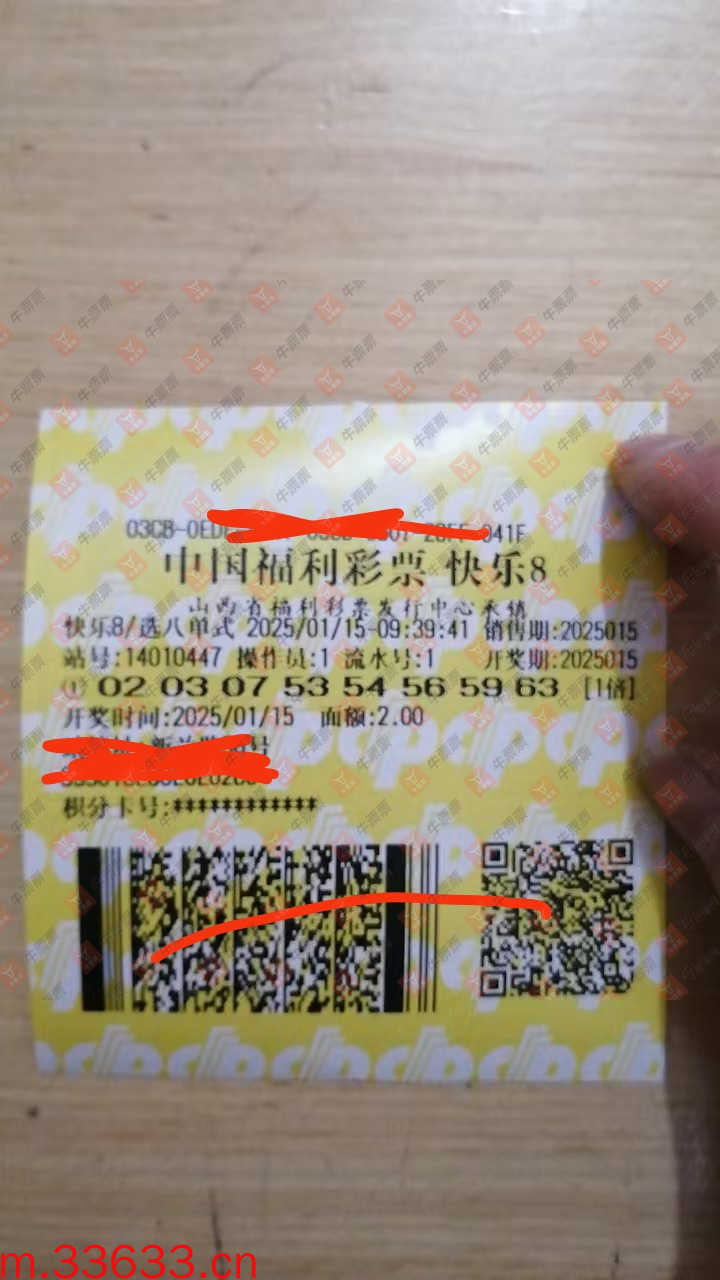 中国福利彩票 快乐8
山西省福利彩票发行中心承销
快乐8/选八单式 2025/01/15-09:39:41 销售期:2025015
站号:14010447 操作员:1 流水号:1 开奖期:2025015
① 02 03 07 53 54 56 59 63 [1倍]
开奖时间:2025/01/15 面额:2.00
积分卡号:************
牛票票
m.33633.cn